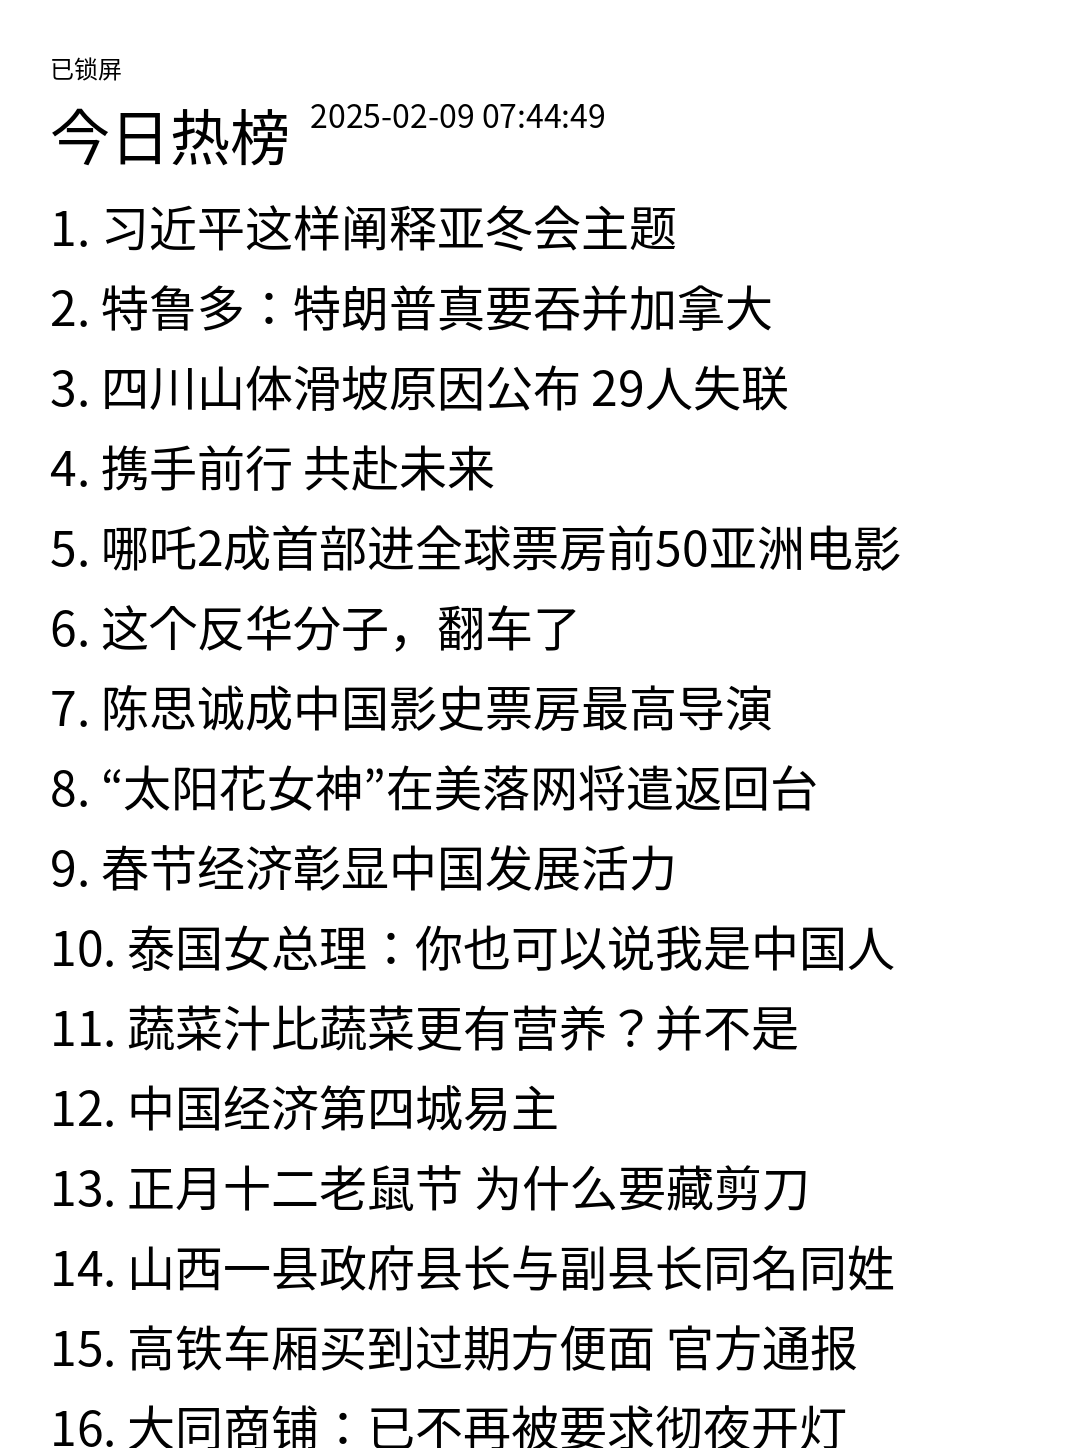 已锁屏
今日热榜 2025-02-09 07:44:49
1. 习近平这样阐释亚冬会主题
2. 特鲁多：特朗普真要吞并加拿大
3. 四川山体滑坡原因公布 29人失联
4. 携手前行 共赴未来
5. 哪吒2成首部进全球票房前50亚洲电影
6. 这个反华分子，翻车了
7. 陈思诚成中国影史票房最高导演
8. “太阳花女神”在美落网将遣返回台
9. 春节经济彰显中国发展活力
10. 泰国女总理：你也可以说我是中国人
11. 蔬菜汁比蔬菜更有营养？并不是
12. 中国经济第四城易主
13. 正月十二老鼠节 为什么要藏剪刀
14. 山西一县政府县长与副县长同名同姓
15. 高铁车厢买到过期方便面 官方通报
16. 大同商铺：已不再被要求彻夜开灯